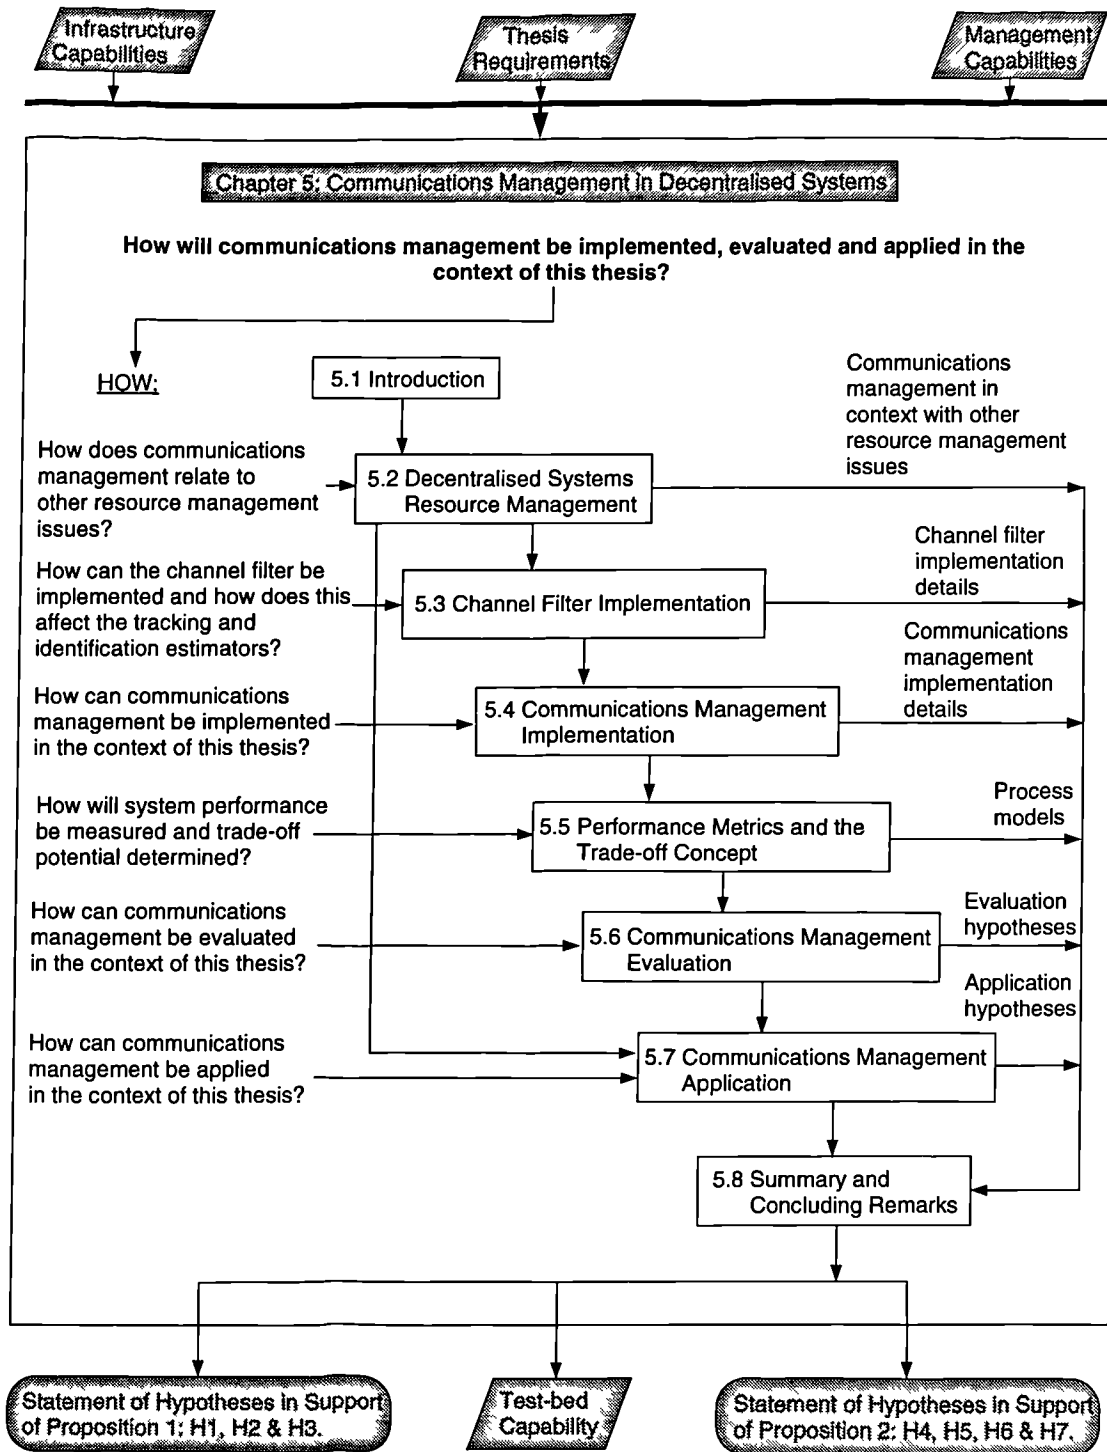 Infrastructure
Capabilities
Thesis
Requirements
Management
Capabilities
Chapter 5: Communications Management in Decentralised Systems
How will communications management be implemented, evaluated and applied in the
context of this thesis?
HOW:
5.1 Introduction
Communications
management in
context with other
resource management
issues
How does communications
management relate to
other resource management
issues?
5.2 Decentralised Systems
Resource Management
Channel filter
implementation
details
How can the channel filter be
implemented and how does this
affect the tracking and
identification estimators?
5.3 Channel Filter Implementation
Communications
management
implementation
details
How can communications
management be implemented
in the context of this thesis?
5.4 Communications Management
Implementation
Process
models
How will system performance
be measured and trade-off
potential determined?
5.5 Performance Metrics and the
Trade-off Concept
Evaluation
hypotheses
How can communications
management be evaluated
in the context of this thesis?
5.6 Communications Management
Evaluation
Application
hypotheses
How can communications
management be applied
in the context of this thesis?
5.7 Communications Management
Application
5.8 Summary and
Concluding Remarks
Statement of Hypotheses in Support
of Proposition 1: H1, H2 & H3.
Test-bed
Capability
Statement of Hypotheses in Support
of Proposition 2: H4, H5, H6 & H7.